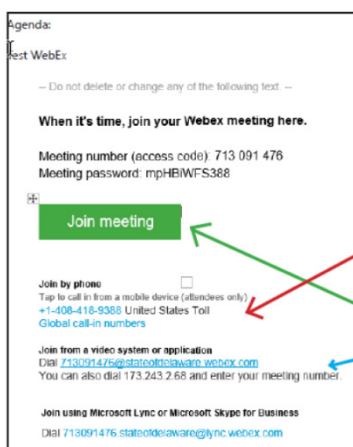 Agenda:
Test WebEx
-- Do not delete or change any of the following text. --
When it's time, join your Webex meeting here.
Meeting number (access code): 713 091 476
Meeting password: mpHBiWFS388
Join meeting
Join by phone
Tap to call in from a mobile device (attendees only)
+1-408-418-9388 United States Toll
Global call-in numbers
Join from a video system or application
Dial 713091476@stateofdelaware.webex.com
You can also dial 173.243.2.68 and enter your meeting number.
Join using Microsoft Lync or Microsoft Skype for Business
Dial 713091476.stateofdelaware@lync.webex.com